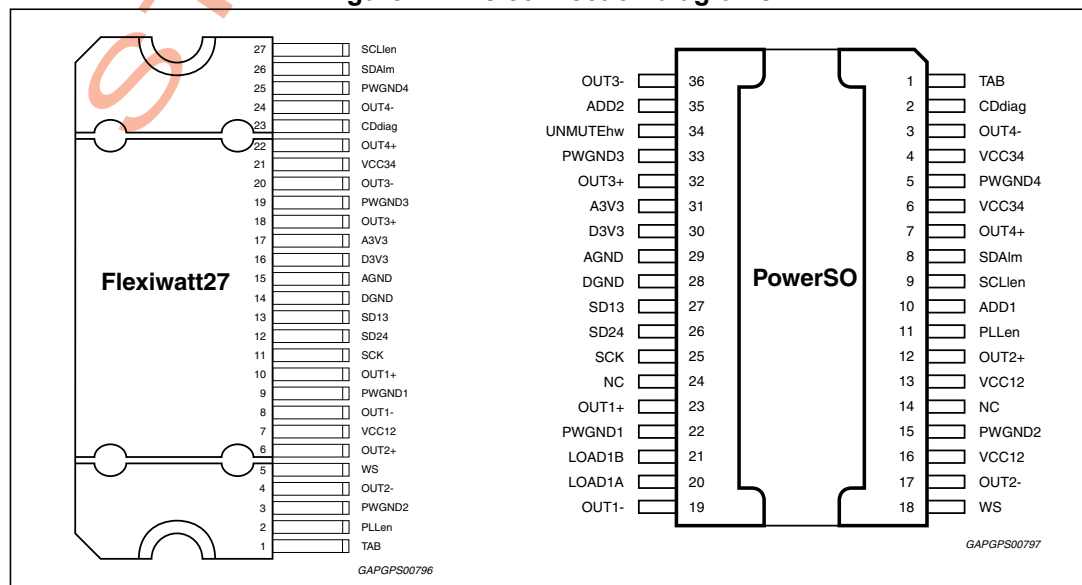 27 SCLlen
26 SDAlm
25 PWGND4
24 OUT4-
23 CDdiag
22 OUT4+
21 VCC34
20 OUT3-
19 PWGND3
18 OUT3+
17 A3V3
16 D3V3
15 AGND
14 DGND
13 SD13
12 SD24
11 SCK
10 OUT1+
9 PWGND1
8 OUT1-
7 VCC12
6 OUT2+
5 WS
4 OUT2-
3 PWGND2
2 PLLen
1 TAB
Flexiwatt27
GAPGPS00796
OUT3- 36 1 TAB
ADD2 35 2 CDdiag
UNMUTEhw 34 3 OUT4-
PWGND3 33 4 VCC34
OUT3+ 32 5 PWGND4
A3V3 31 6 VCC34
D3V3 30 7 OUT4+
AGND 29 8 SDAlm
DGND 28 9 SCLlen
SD13 27 10 ADD1
SD24 26 11 PLLen
SCK 25 12 OUT2+
NC 24 13 VCC12
OUT1+ 23 14 NC
PWGND1 22 15 PWGND2
LOAD1B 21 16 VCC12
LOAD1A 20 17 OUT2-
OUT1- 19 18 WS
PowerSO
GAPGPS00797